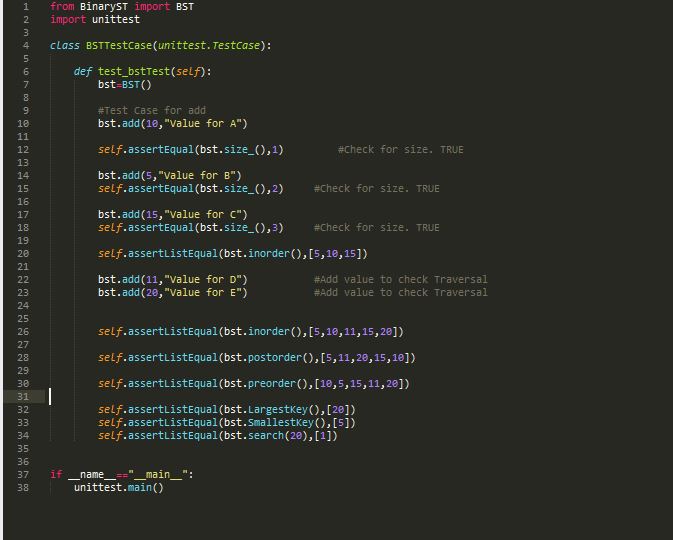 1 from BinaryST import BST
2 import unittest
3
4 class BSTTestCase(unittest.TestCase):
5
6 def test_bstTest(self):
7 bst=BST()
8
9 #Test Case for add
10 bst.add(10,"Value for A")
11
12 self.assertEqual(bst.size_(),1) #Check for size. TRUE
13
14 bst.add(5,"Value for B")
15 self.assertEqual(bst.size_(),2) #Check for size. TRUE
16
17 bst.add(15,"Value for C")
18 self.assertEqual(bst.size_(),3) #Check for size. TRUE
19
20 self.assertListEqual(bst.inorder(),[5,10,15])
21
22 bst.add(11,"Value for D") #Add value to check Traversal
23 bst.add(20,"Value for E") #Add value to check Traversal
24
25
26 self.assertListEqual(bst.inorder(),[5,10,11,15,20])
27
28 self.assertListEqual(bst.postorder(),[5,11,20,15,10])
29
30 self.assertListEqual(bst.preorder(),[10,5,15,11,20])
31
32 self.assertListEqual(bst.LargestKey(),[20])
33 self.assertListEqual(bst.SmallestKey(),[5])
34 self.assertListEqual(bst.search(20),[1])
35
36
37 if __name__=="__main__":
38 unittest.main()